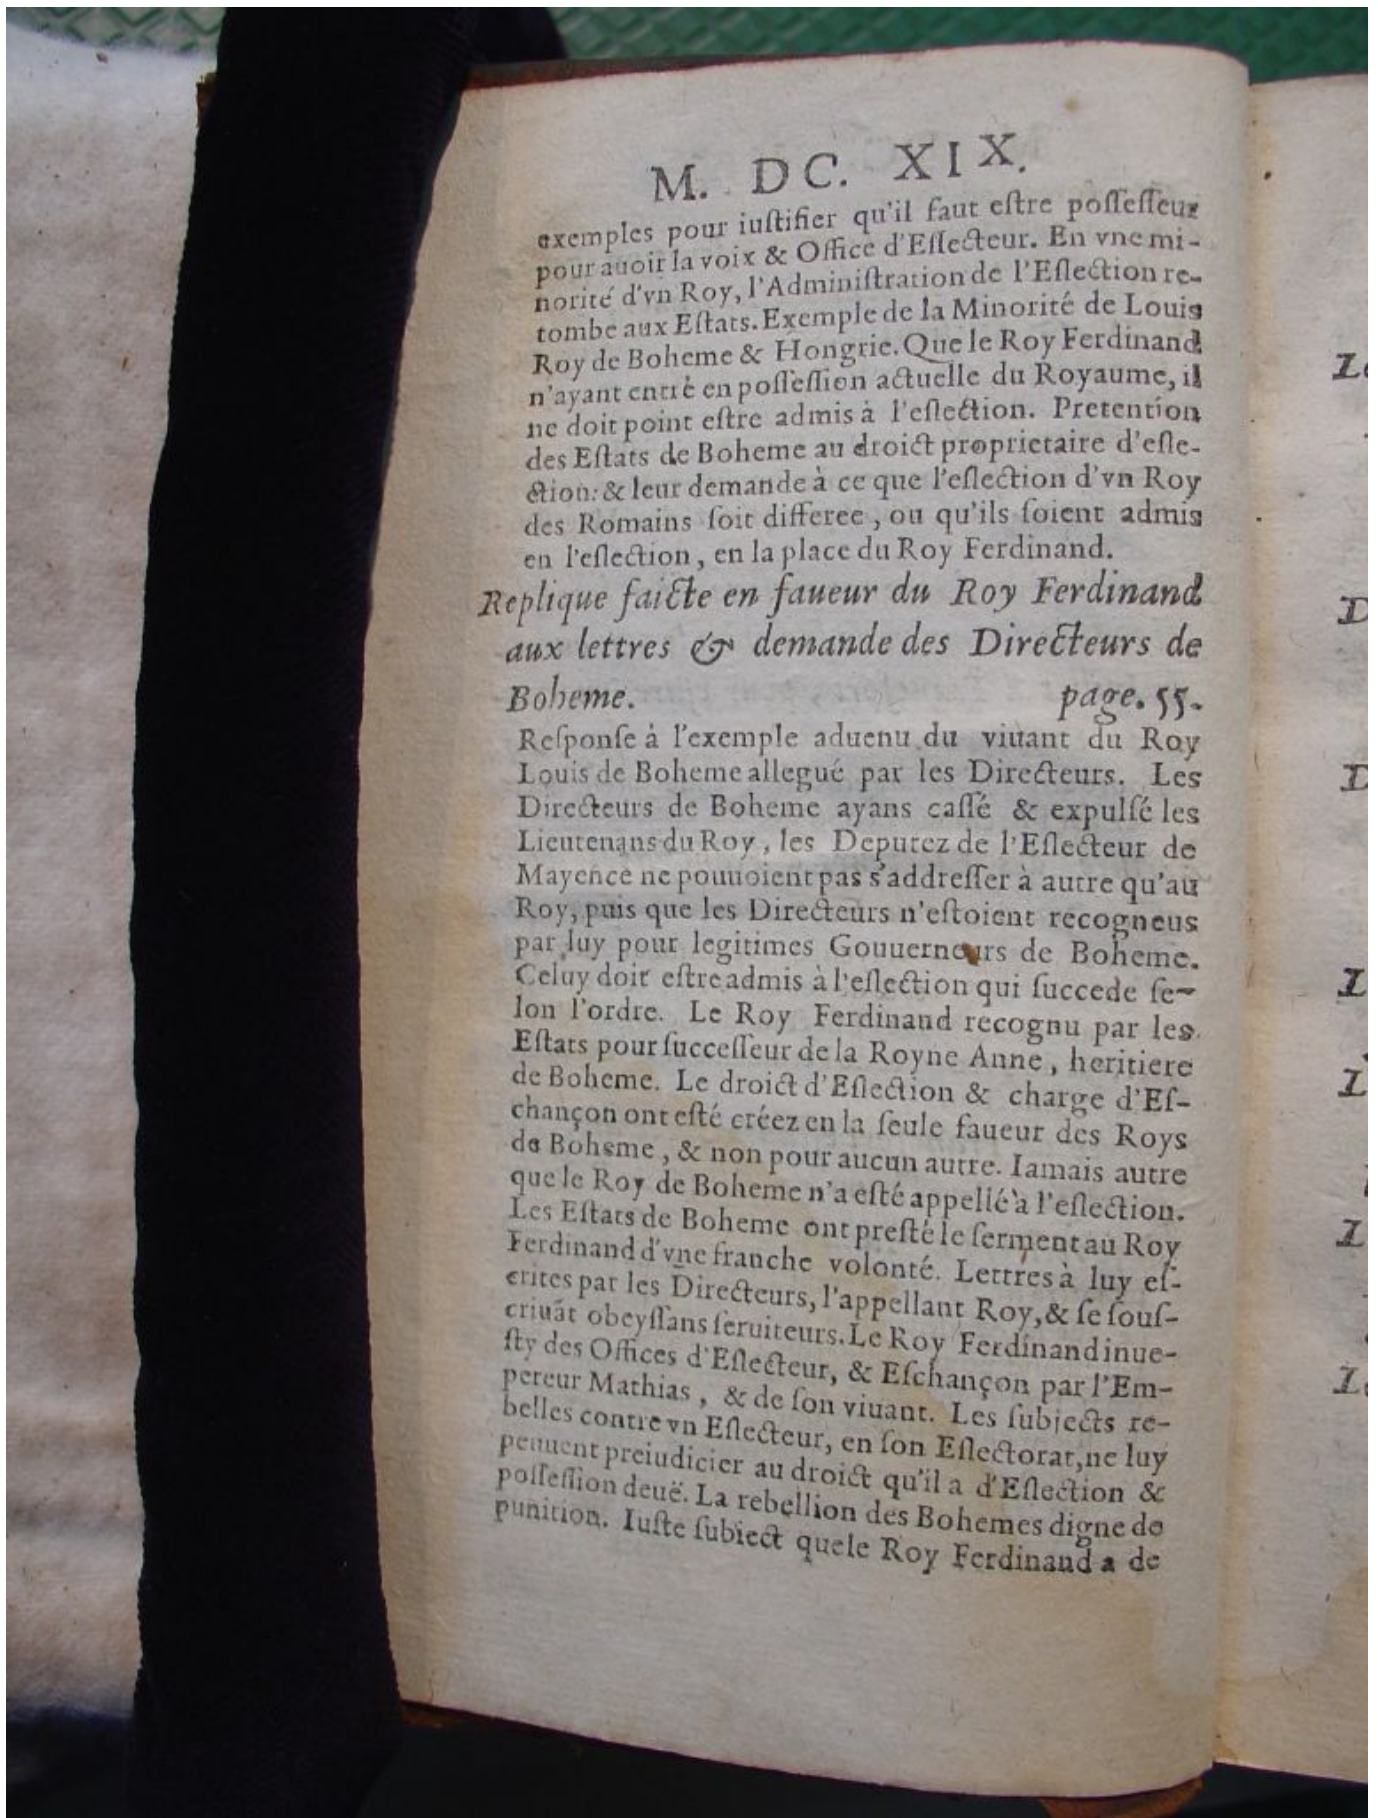 M. DC. XIX.
exemples pour iuſtifier qu'il faut eſtre poſſeſſeur
pour auoir la voix & Office d'Eſlecteur. En vne mi-
norité d'vn Roy, l'Adminiſtration de l'Eſlection re-
tombe aux Eſtats. Exemple de la Minorité de Louis
Roy de Boheme & Hongrie. Que le Roy Ferdinand
n'ayant entré en poſſeſſion actuelle du Royaume, il
ne doit point eſtre admis à l'eſlection. Pretention
des Eſtats de Boheme au droict proprietaire d'eſle-
ction: & leur demande à ce que l'eſlection d'vn Roy
des Romains ſoit differee, ou qu'ils ſoient admis
en l'eſlection, en la place du Roy Ferdinand.
Replique faicte en faueur du Roy Ferdinand
aux lettres & demande des Directeurs de
Boheme. page. 55.
Reſponſe à l'exemple aduenu du viuant du Roy
Louis de Boheme allegué par les Directeurs. Les
Directeurs de Boheme ayans caſſé & expulſé les
Lieutenans du Roy, les Deputez de l'Eſlecteur de
Mayence ne pouuoient pas s'addreſſer à autre qu'au
Roy, puis que les Directeurs n'eſtoient recogneus
par luy pour legitimes Gouuerneurs de Boheme.
Celuy doit eſtre admis à l'eſlection qui ſuccede ſe-
lon l'ordre. Le Roy Ferdinand recognu par les
Eſtats pour ſucceſſeur de la Royne Anne, heritiere
de Boheme. Le droict d'Eſlection & charge d'Eſ-
chançon ont eſté créez en la ſeule faueur des Roys
de Boheme, & non pour aucun autre. Iamais autre
que le Roy de Boheme n'a eſté appellé à l'eſlection.
Les Eſtats de Boheme ont preſté le ſerment au Roy
Ferdinand d'vne franche volonté. Lettres à luy eſ-
crites par les Directeurs, l'appellant Roy, & ſe ſouſ-
criuāt obeyſſans ſeruiteurs. Le Roy Ferdinand inue-
ſty des Offices d'Eſlecteur, & Eſchançon par l'Em-
pereur Mathias, & de ſon viuant. Les ſubjects re-
belles contre vn Eſlecteur, en ſon Eſlectorat, ne luy
peuuent preiudicier au droict qu'il a d'Eſlection &
poſſeſſion deuë. La rebellion des Bohemes digne de
punition. Iuſte ſubiect que le Roy Ferdinand a de